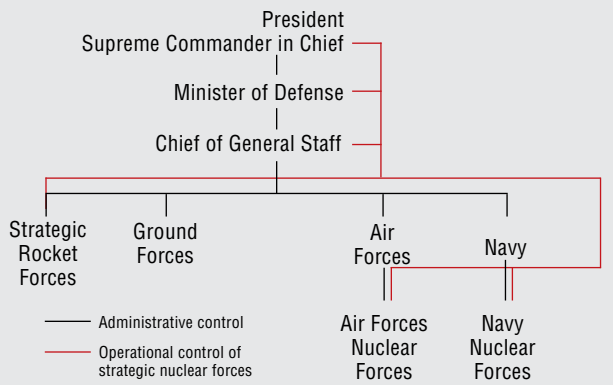 President
Supreme Commander in Chief
Minister of Defense
Chief of General Staff
Strategic
Rocket
Forces
Ground
Forces
Air
Forces
Navy
Administrative control
Operational control of
strategic nuclear forces
Air Forces
Nuclear
Forces
Navy
Nuclear
Forces